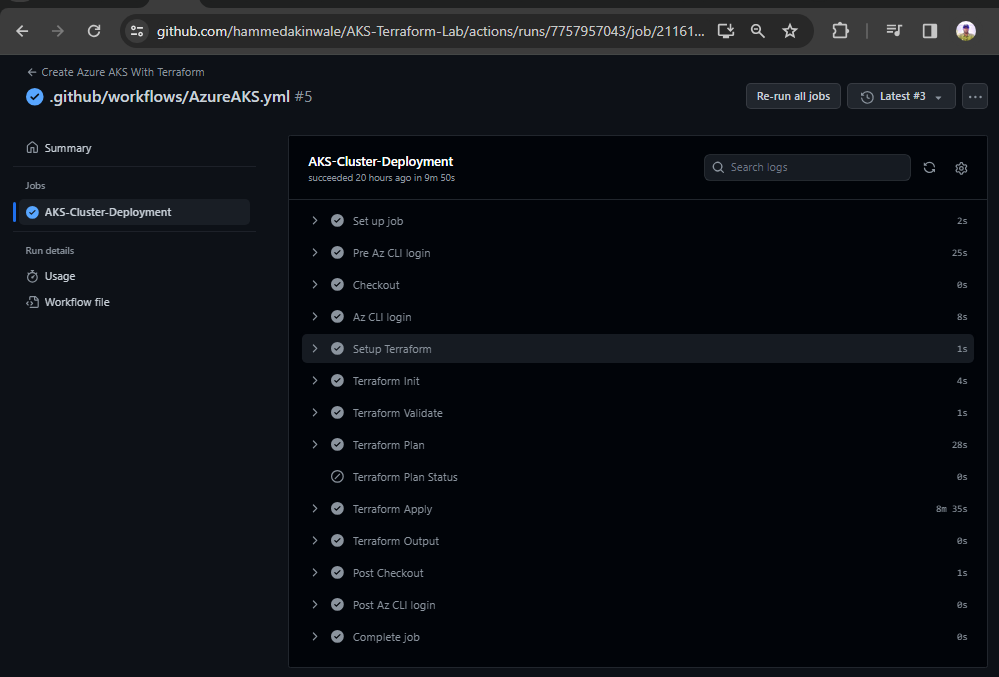 github.com/hammedakinwale/AKS-Terraform-Lab/actions/runs/7757957043/job/21161...
← Create Azure AKS With Terraform
.github/workflows/AzureAKS.yml #5
Re-run all jobs
Latest #3
Summary
Jobs
AKS-Cluster-Deployment
Run details
Usage
Workflow file
AKS-Cluster-Deployment
succeeded 20 hours ago in 9m 50s
Search logs
Set up job 2s
Pre Az CLI login 25s
Checkout 0s
Az CLI login 8s
Setup Terraform 1s
Terraform Init 4s
Terraform Validate 1s
Terraform Plan 28s
Terraform Plan Status 0s
Terraform Apply 8m 35s
Terraform Output 0s
Post Checkout 1s
Post Az CLI login 0s
Complete job 0s